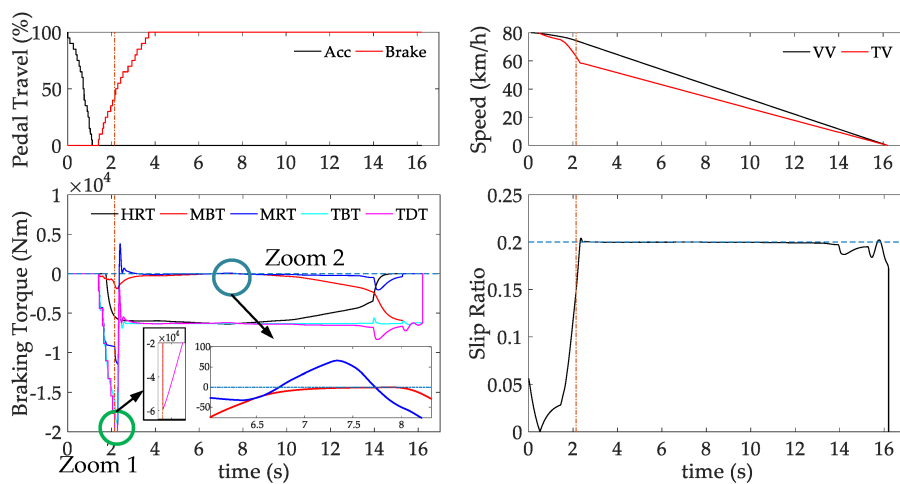 Pedal Travel (%)
100
50
0
Acc Brake
0 2 4 6 8 10 12 14 16
Speed (km/h)
80
60
40
20
0
VV TV
0 2 4 6 8 10 12 14 16
Braking Torque (Nm)
×10⁴
1
0.5
0
-0.5
-1
-1.5
-2
HRT MBT MRT TBT TDT
Zoom 2
×10⁴
-2
-4
-6
100
50
0
-50
6.5 7 7.5 8
Zoom 1
0 2 4 6 8 10 12 14 16
time (s)
Slip Ratio
0.2
0.15
0.1
0.05
0
0.25
0 2 4 6 8 10 12 14 16
time (s)